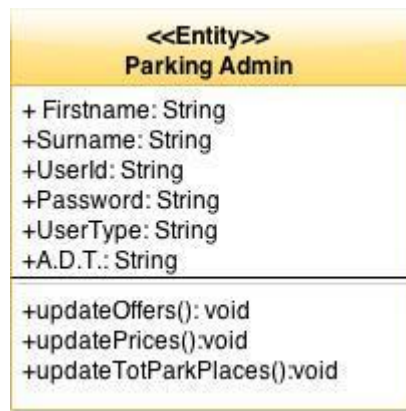 <<Entity>>
Parking Admin
+ Firstname: String
+Surname: String
+UserId: String
+Password: String
+UserType: String
+A.D.T.: String
+updateOffers(): void
+updatePrices():void
+updateTotParkPlaces():void